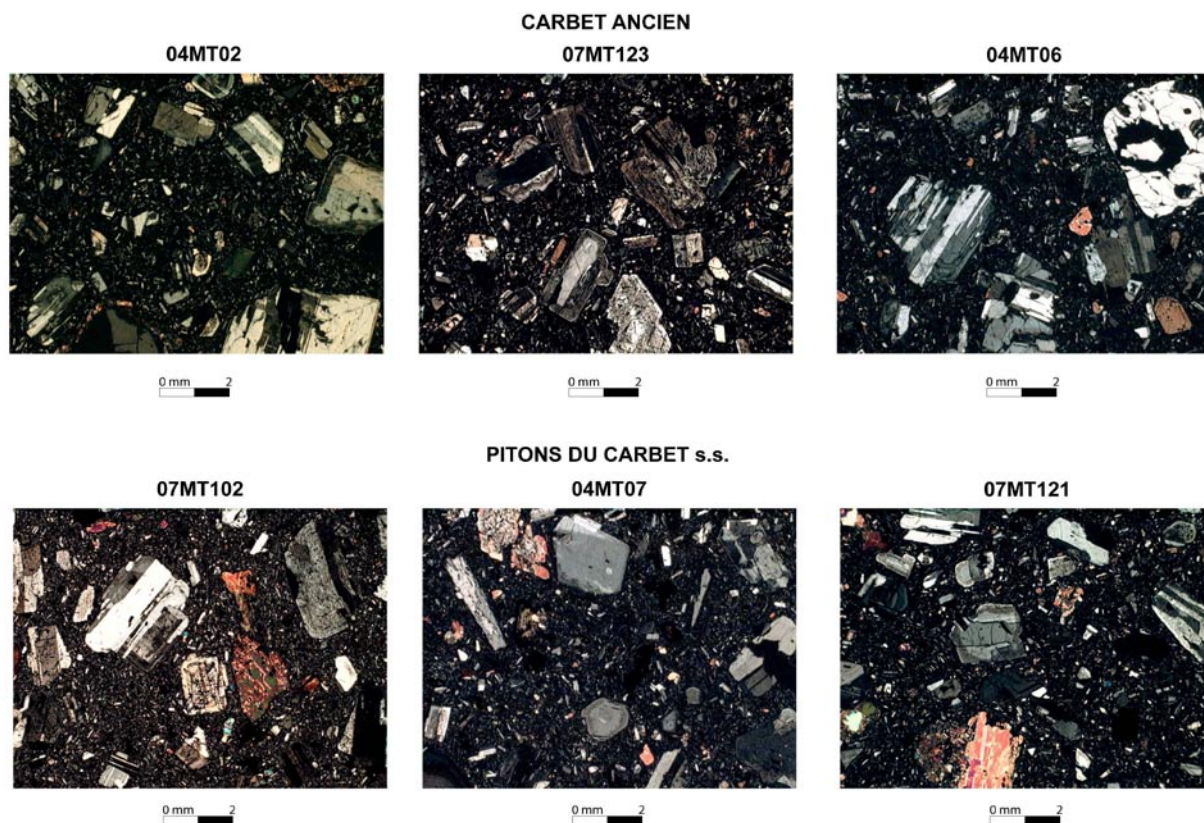 CARBET ANCIEN
04MT02 07MT123 04MT06
0 mm 2 0 mm 2 0 mm 2
PITONS DU CARBET s.s.
07MT102 04MT07 07MT121
0 mm 2 0 mm 2 0 mm 2